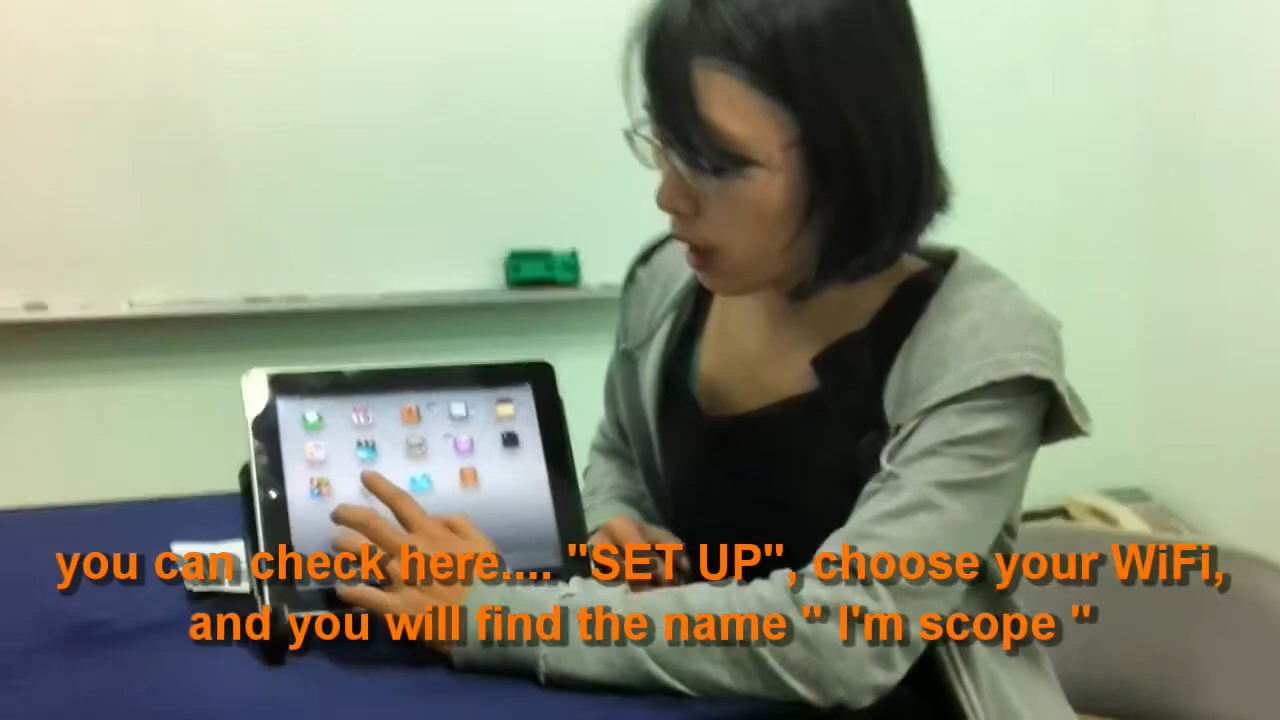 you can check here.... "SET UP", choose your WiFi,
and you will find the name " I'm scope "